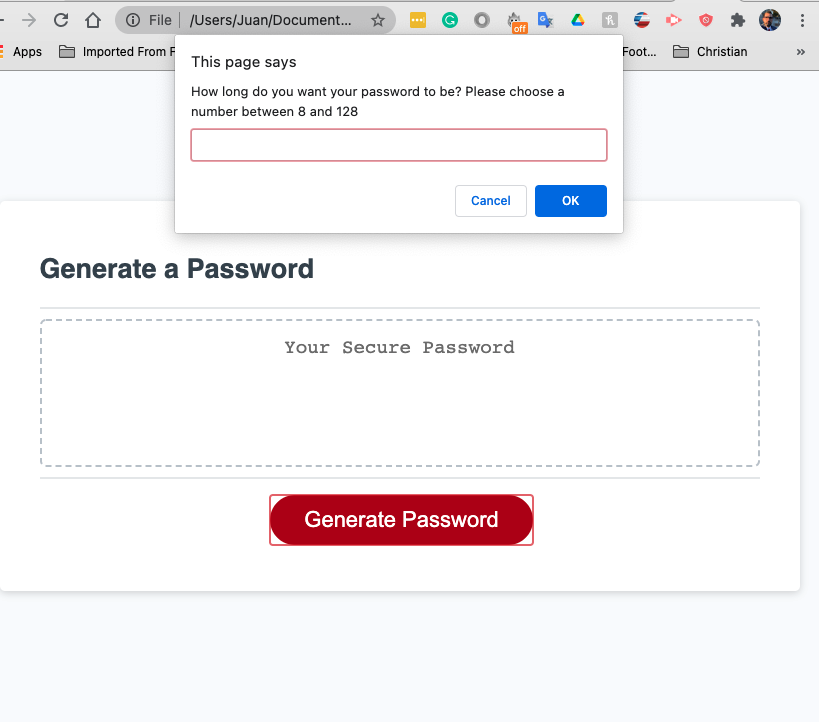 File /Users/Juan/Document...
off
Apps
Imported From F
Foot...
Christian
»
This page says
How long do you want your password to be? Please choose a
number between 8 and 128
Cancel
OK
Generate a Password
Your Secure Password
Generate Password